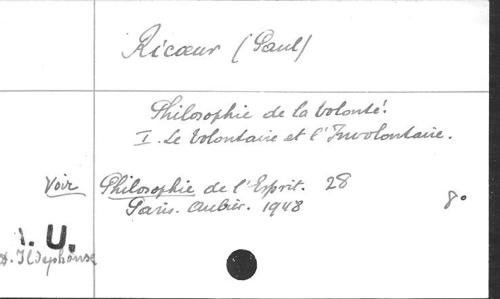 Ricœur (Paul)
Philosophie de la Volonté.
I. Le Volontaire et l'Involontaire.
Voir Philosophie de l'Esprit. 28
Paris. Aubier. 1948 8°
U.
Ildephonse